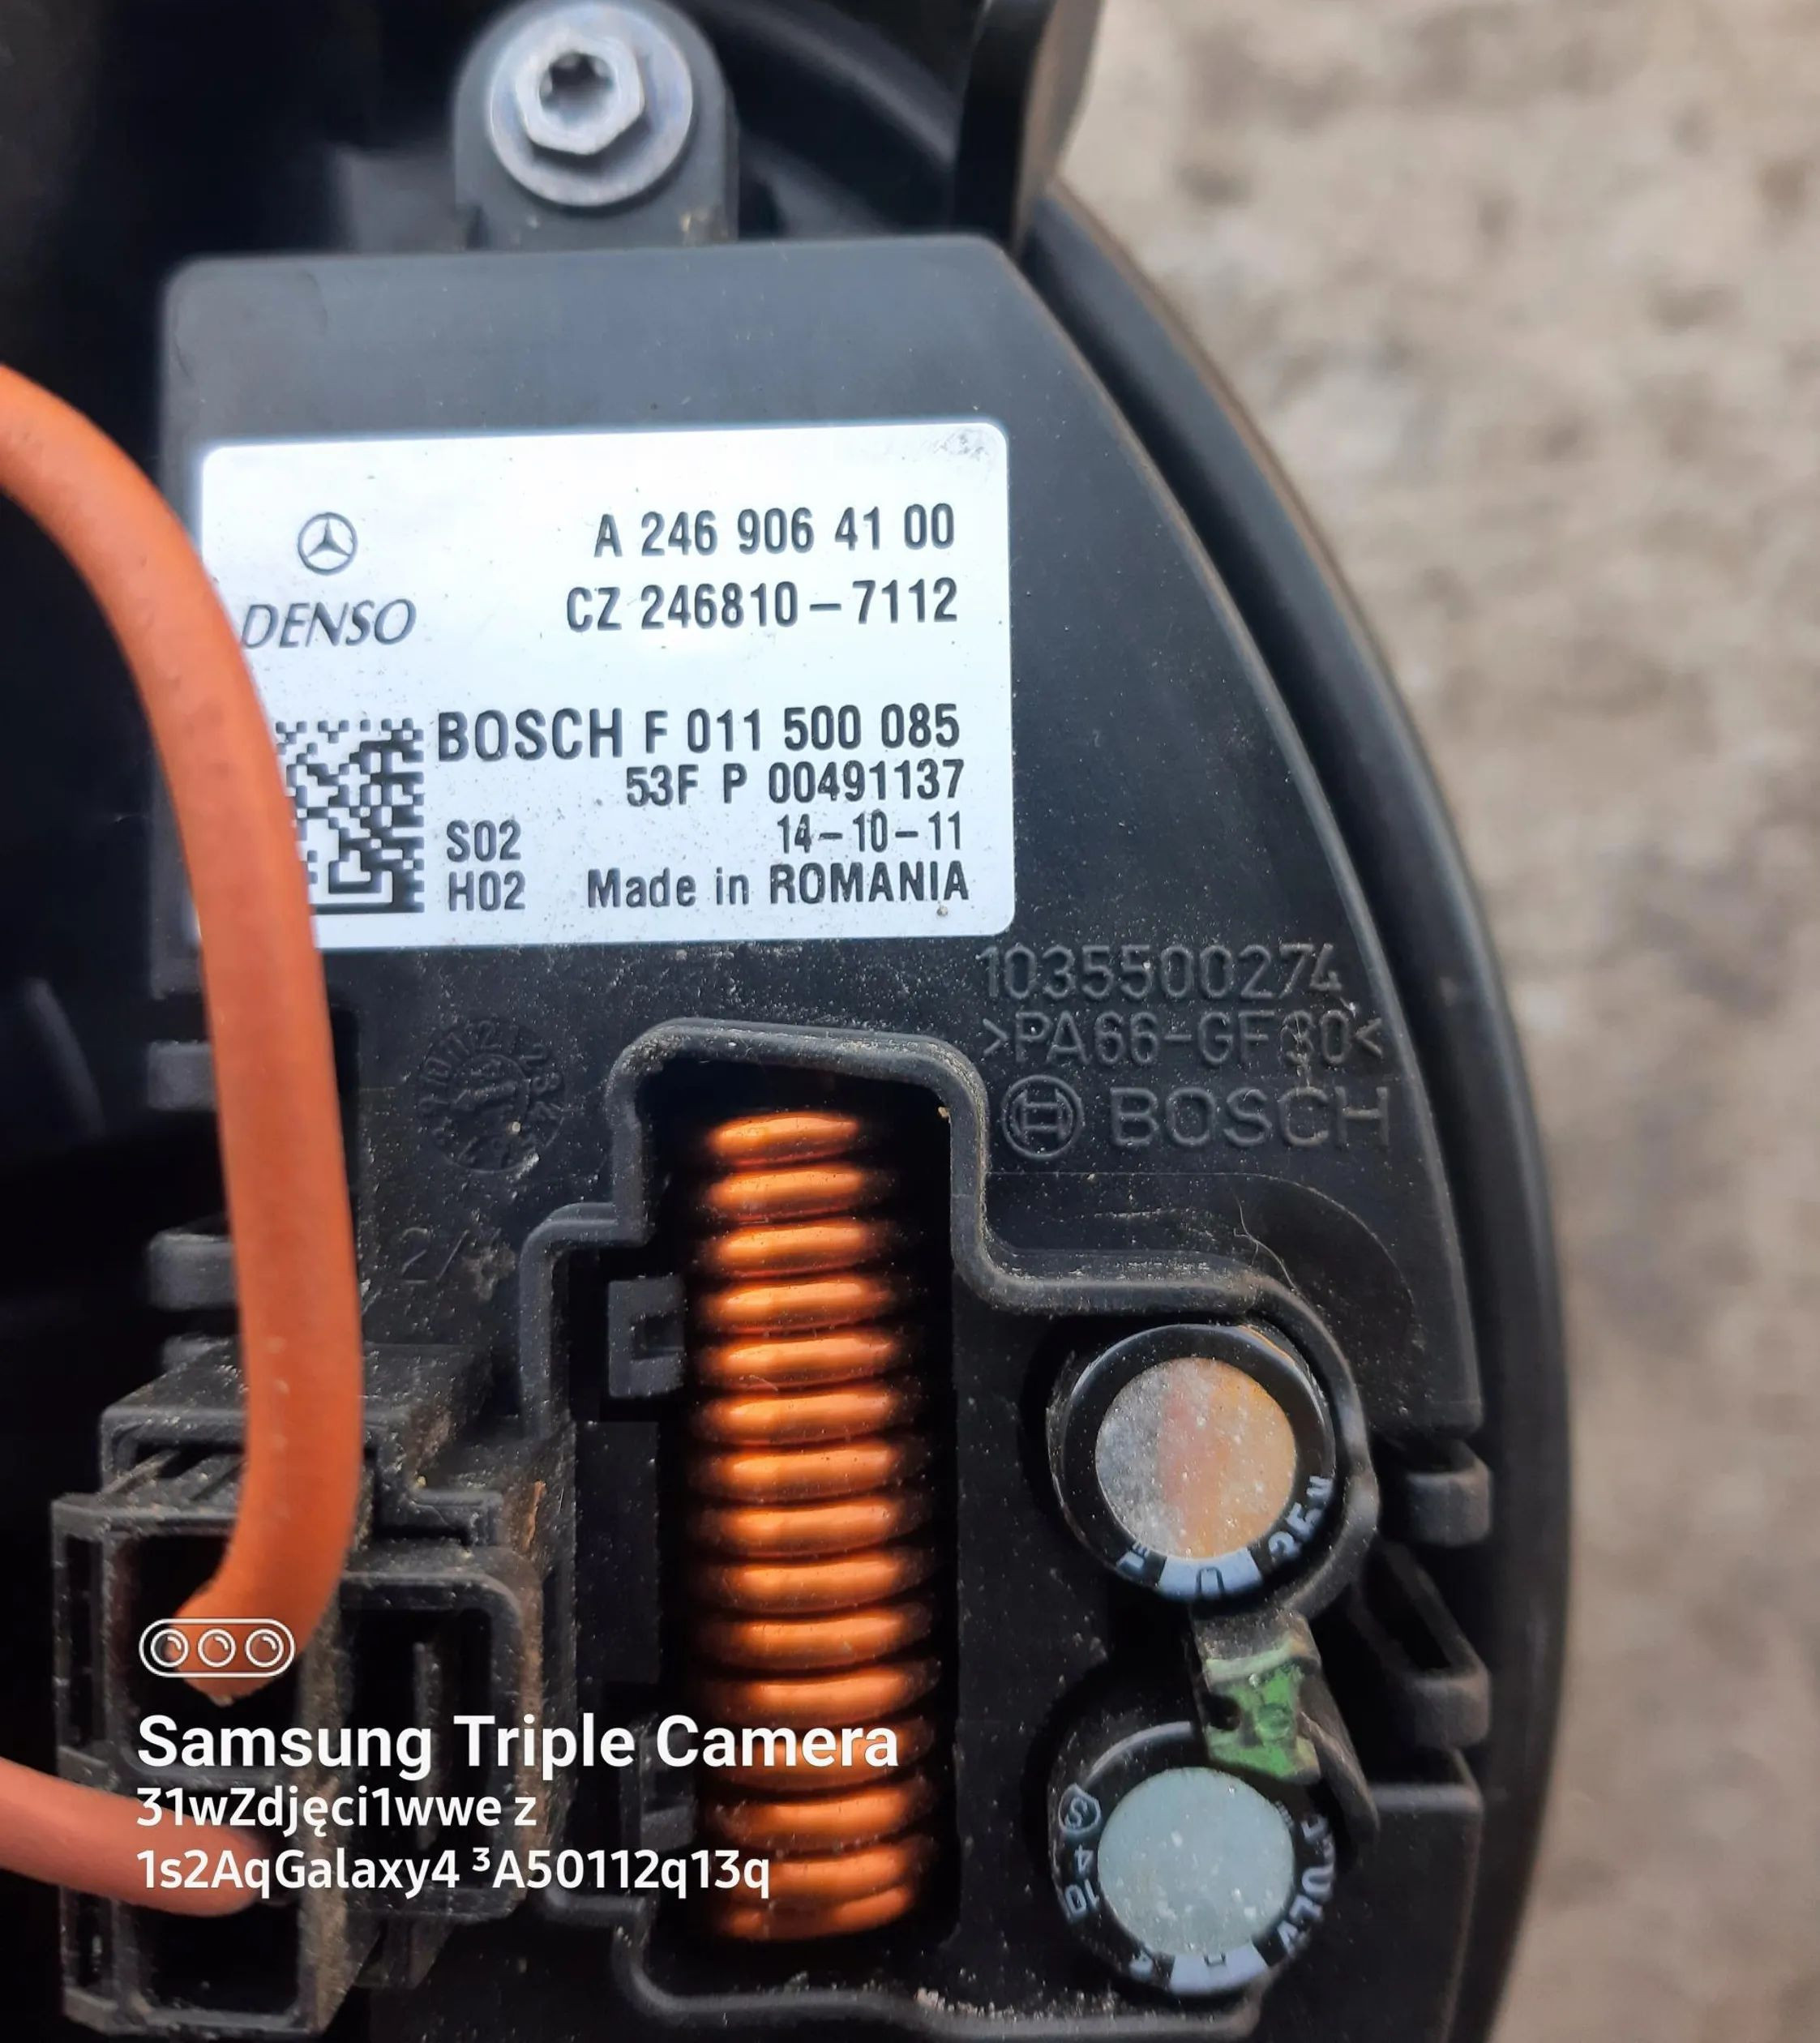 A 246 906 41 00
DENSO
CZ 246810-7112
BOSCH F 011 500 085
53F P 00491137
S02
14-10-11
H02
Made in ROMANIA
1035500274
>PA66-GF30<
BOSCH
35v
Samsung Triple Camera
31wZdjęci1wwe z
1s2AqGalaxy4 ³A50112q13q